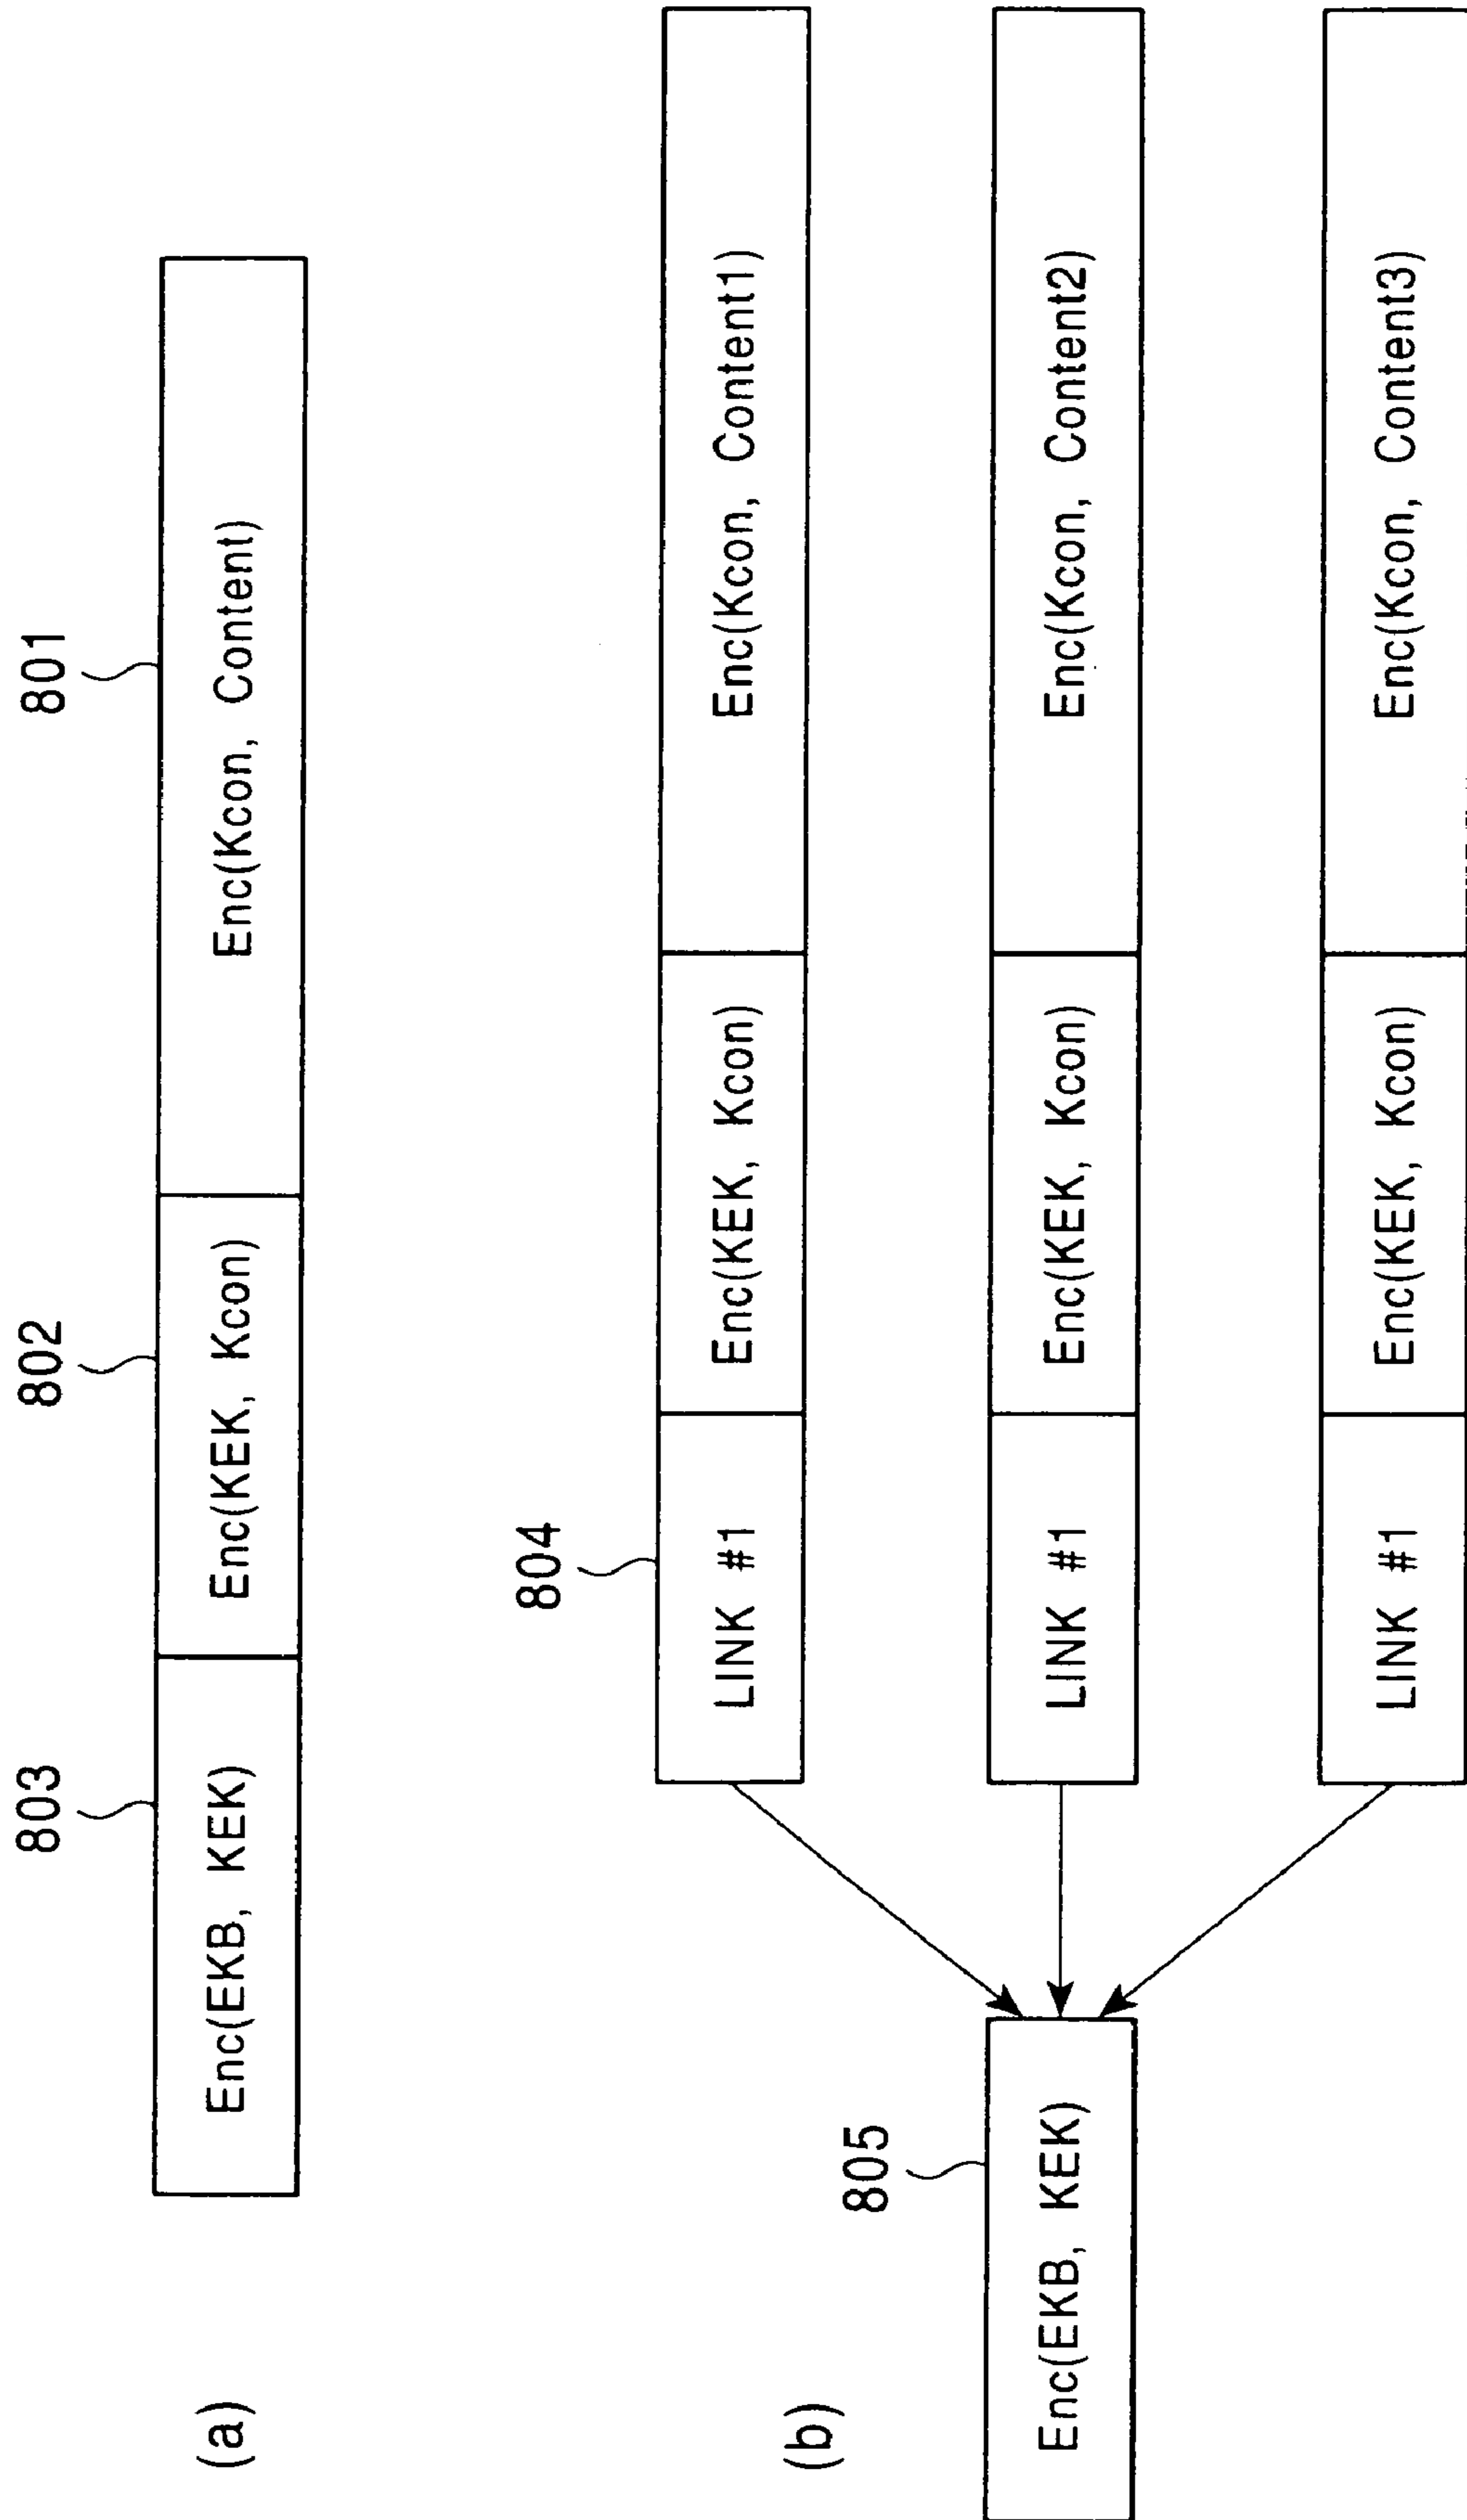 (a)
803
802
801
Enc(EKB, KEK)
Enc(KEK, Kcon)
Enc(Kcon, Content)
(b)
804
LINK #1
Enc(KEK, Kcon)
Enc(Kcon, Content1)
805
Enc(EKB, KEK)
LINK #1
Enc(KEK, Kcon)
Enc(Kcon, Content2)
LINK #1
Enc(KEK, Kcon)
Enc(Kcon, Content3)